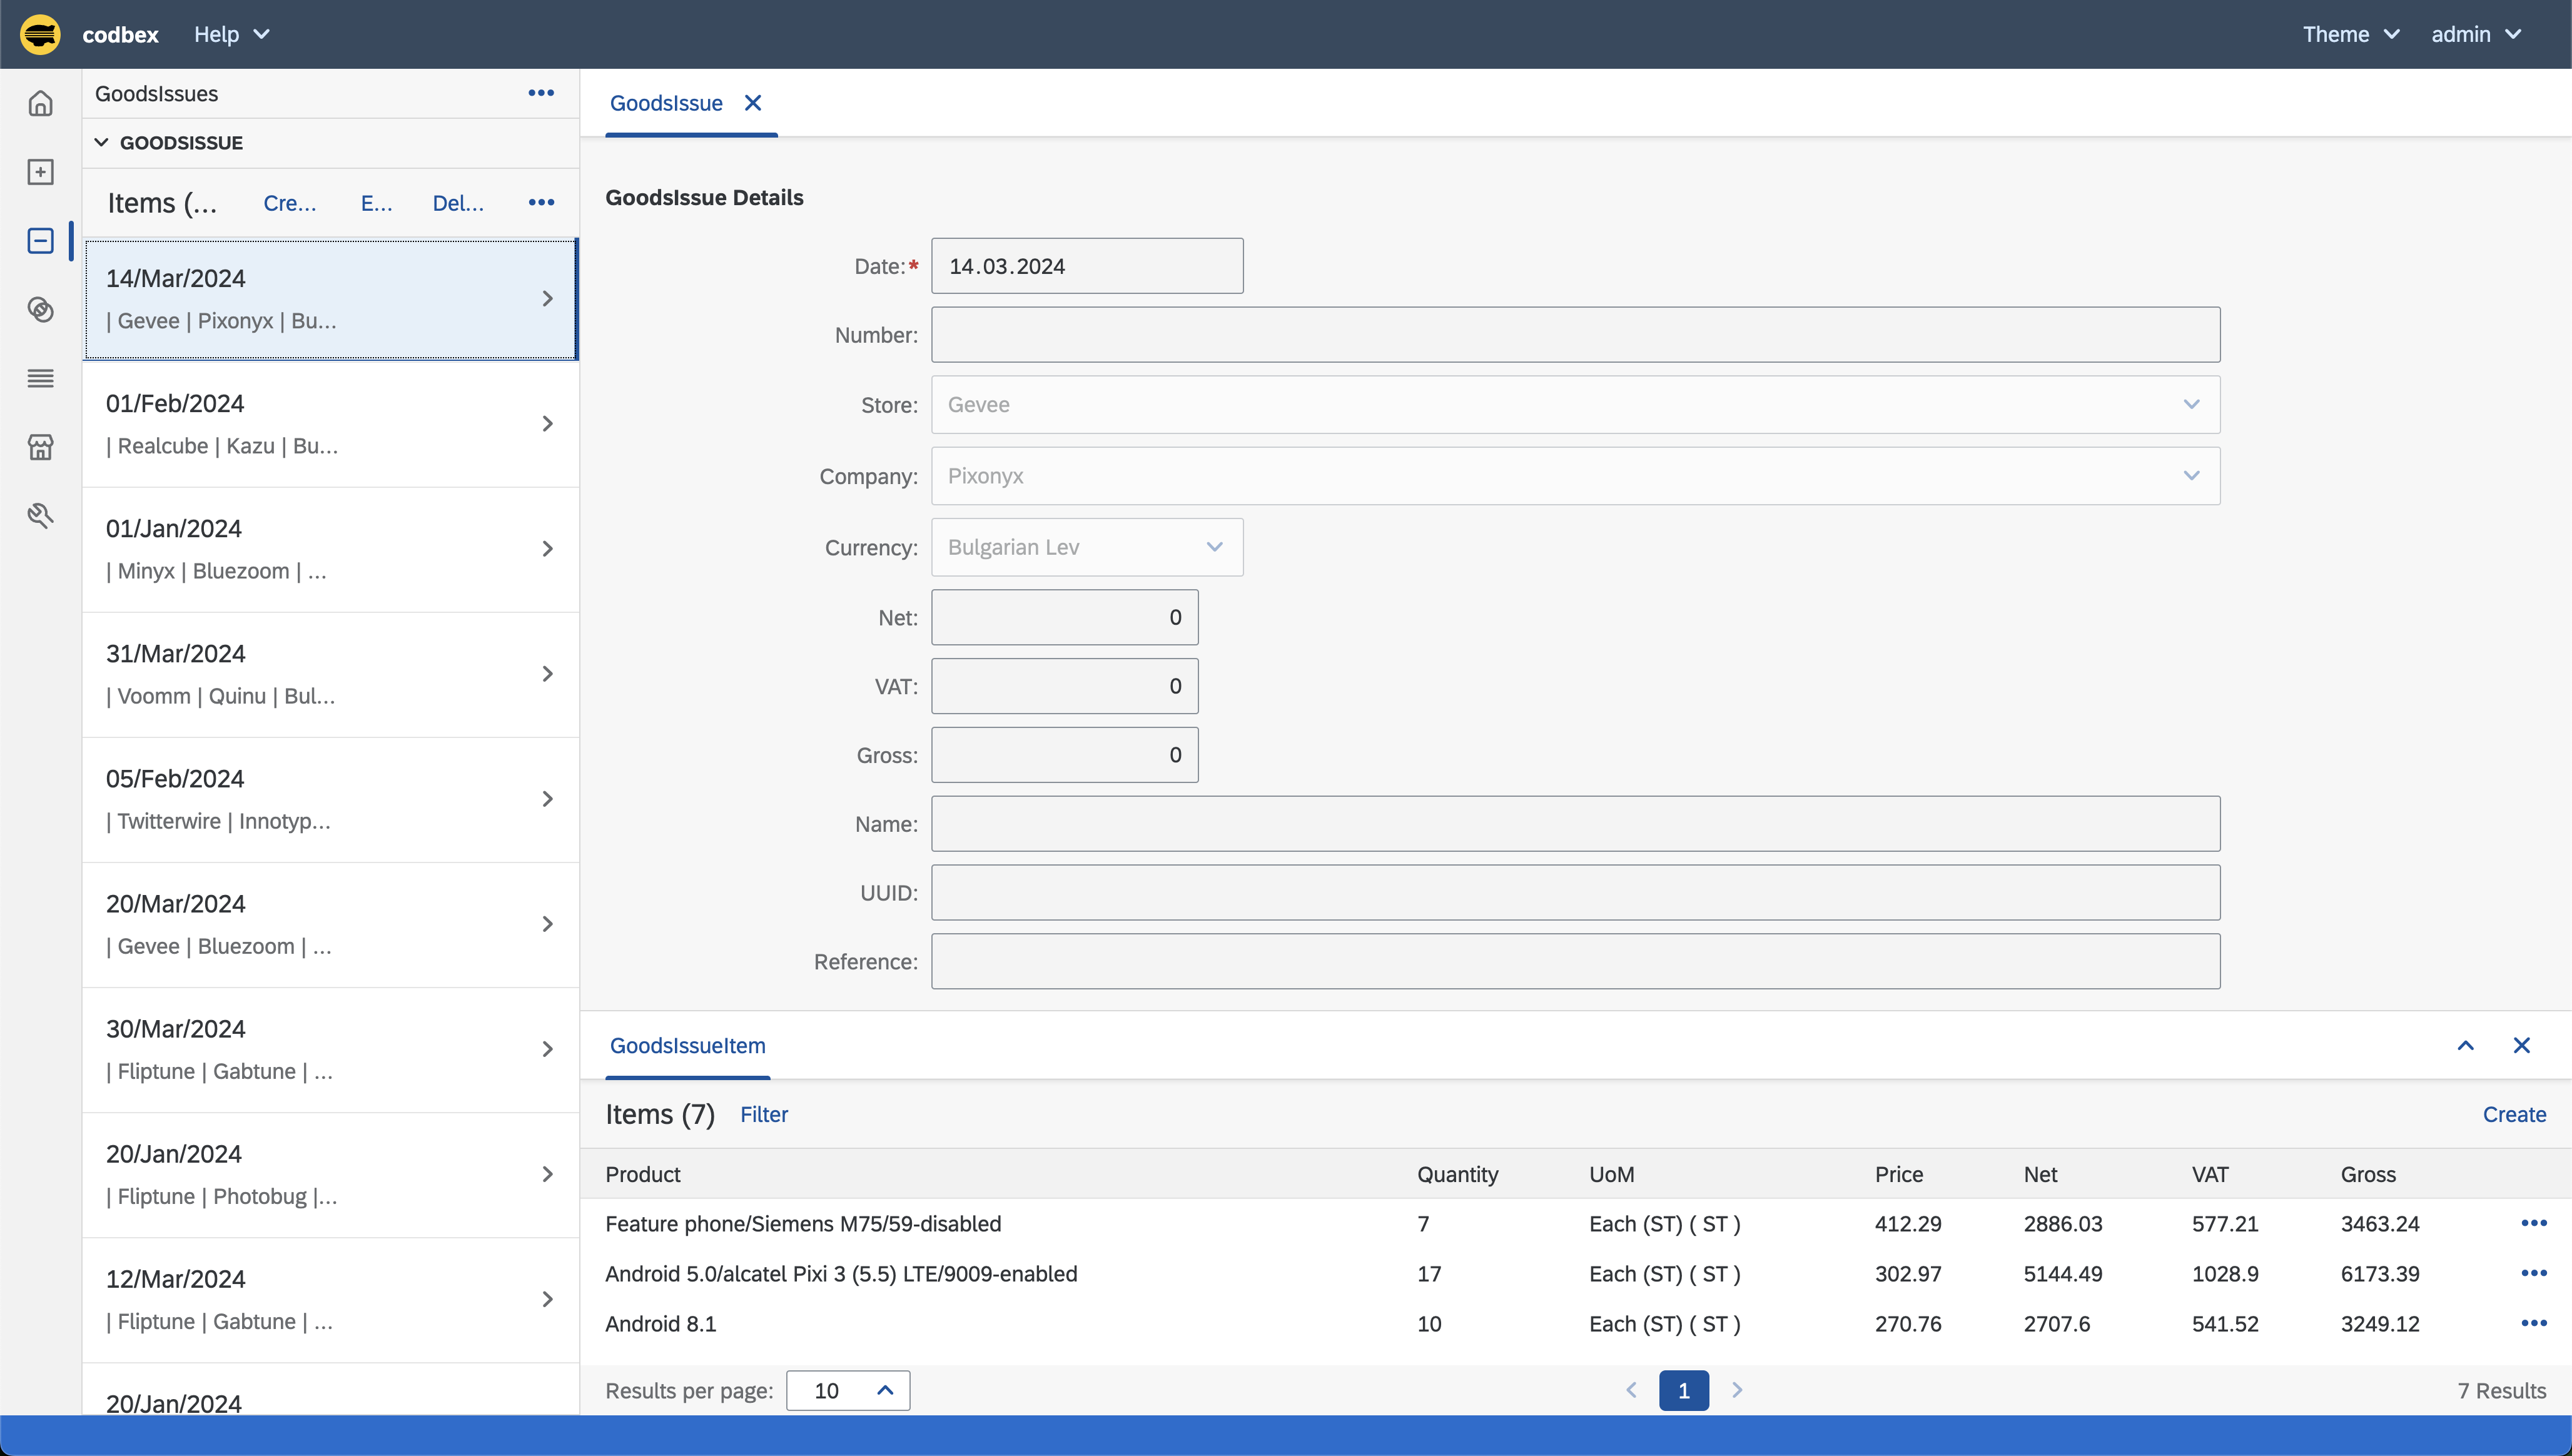 codbex Help Theme admin
GoodsIssues
GOODSISSUE
Items (... Cre... E... Del...
14/Mar/2024
| Gevee | Pixonyx | Bu...
01/Feb/2024
| Realcube | Kazu | Bu...
01/Jan/2024
| Minyx | Bluezoom | ...
31/Mar/2024
| Voomm | Quinu | Bul...
05/Feb/2024
| Twitterwire | Innotyp...
20/Mar/2024
| Gevee | Bluezoom | ...
30/Mar/2024
| Fliptune | Gabtune | ...
20/Jan/2024
| Fliptune | Photobug |...
12/Mar/2024
| Fliptune | Gabtune | ...
20/Jan/2024
GoodsIssue
GoodsIssue Details
Date:* 14.03.2024
Number:
Store: Gevee
Company: Pixonyx
Currency: Bulgarian Lev
Net: 0
VAT: 0
Gross: 0
Name:
UUID:
Reference:
GoodsIssueItem
Items (7) Filter Create
Product Quantity UoM Price Net VAT Gross
Feature phone/Siemens M75/59-disabled 7 Each (ST) ( ST ) 412.29 2886.03 577.21 3463.24
Android 5.0/alcatel Pixi 3 (5.5) LTE/9009-enabled 17 Each (ST) ( ST ) 302.97 5144.49 1028.9 6173.39
Android 8.1 10 Each (ST) ( ST ) 270.76 2707.6 541.52 3249.12
Results per page: 10 1 7 Results